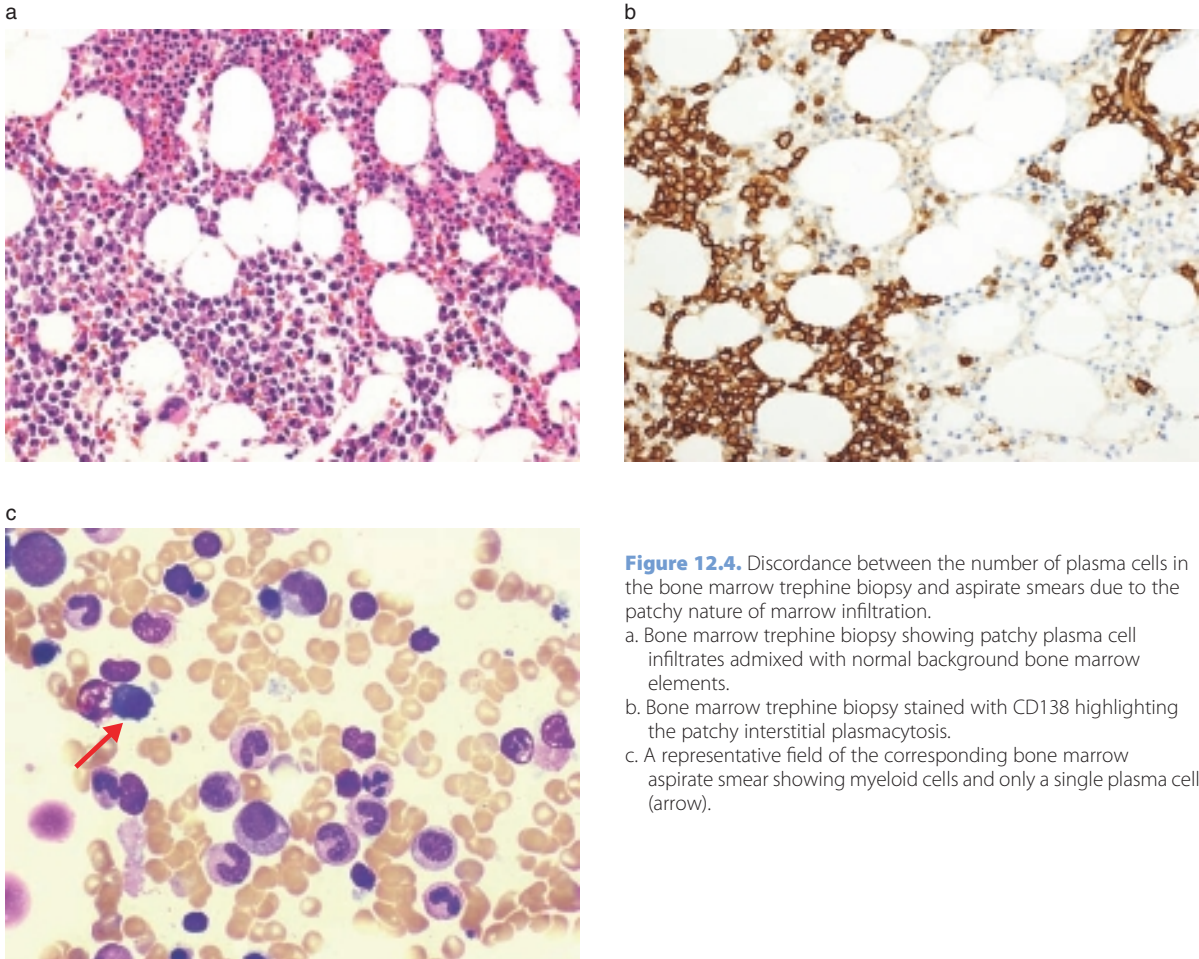 a
b
c
Figure 12.4. Discordance between the number of plasma cells in
the bone marrow trephine biopsy and aspirate smears due to the
patchy nature of marrow infiltration.
a. Bone marrow trephine biopsy showing patchy plasma cell
infiltrates admixed with normal background bone marrow
elements.
b. Bone marrow trephine biopsy stained with CD138 highlighting
the patchy interstitial plasmacytosis.
c. A representative field of the corresponding bone marrow
aspirate smear showing myeloid cells and only a single plasma cell
(arrow).